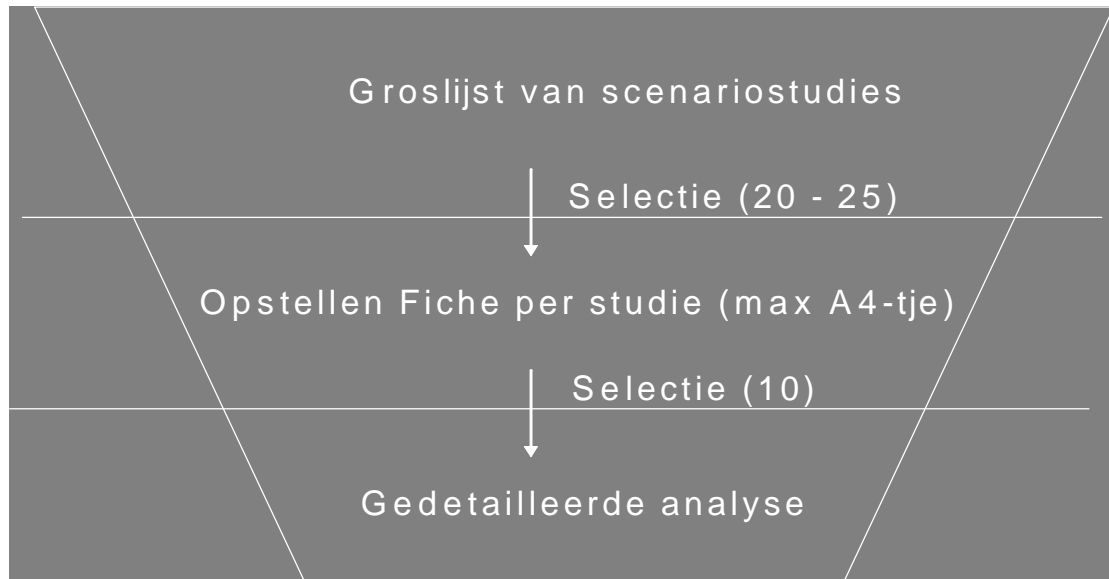 Groslijst van scenariostudies
Selectie (20 - 25)
Opstellen Fiche per studie (max A4-tje)
Selectie (10)
Gedetailleerde analyse